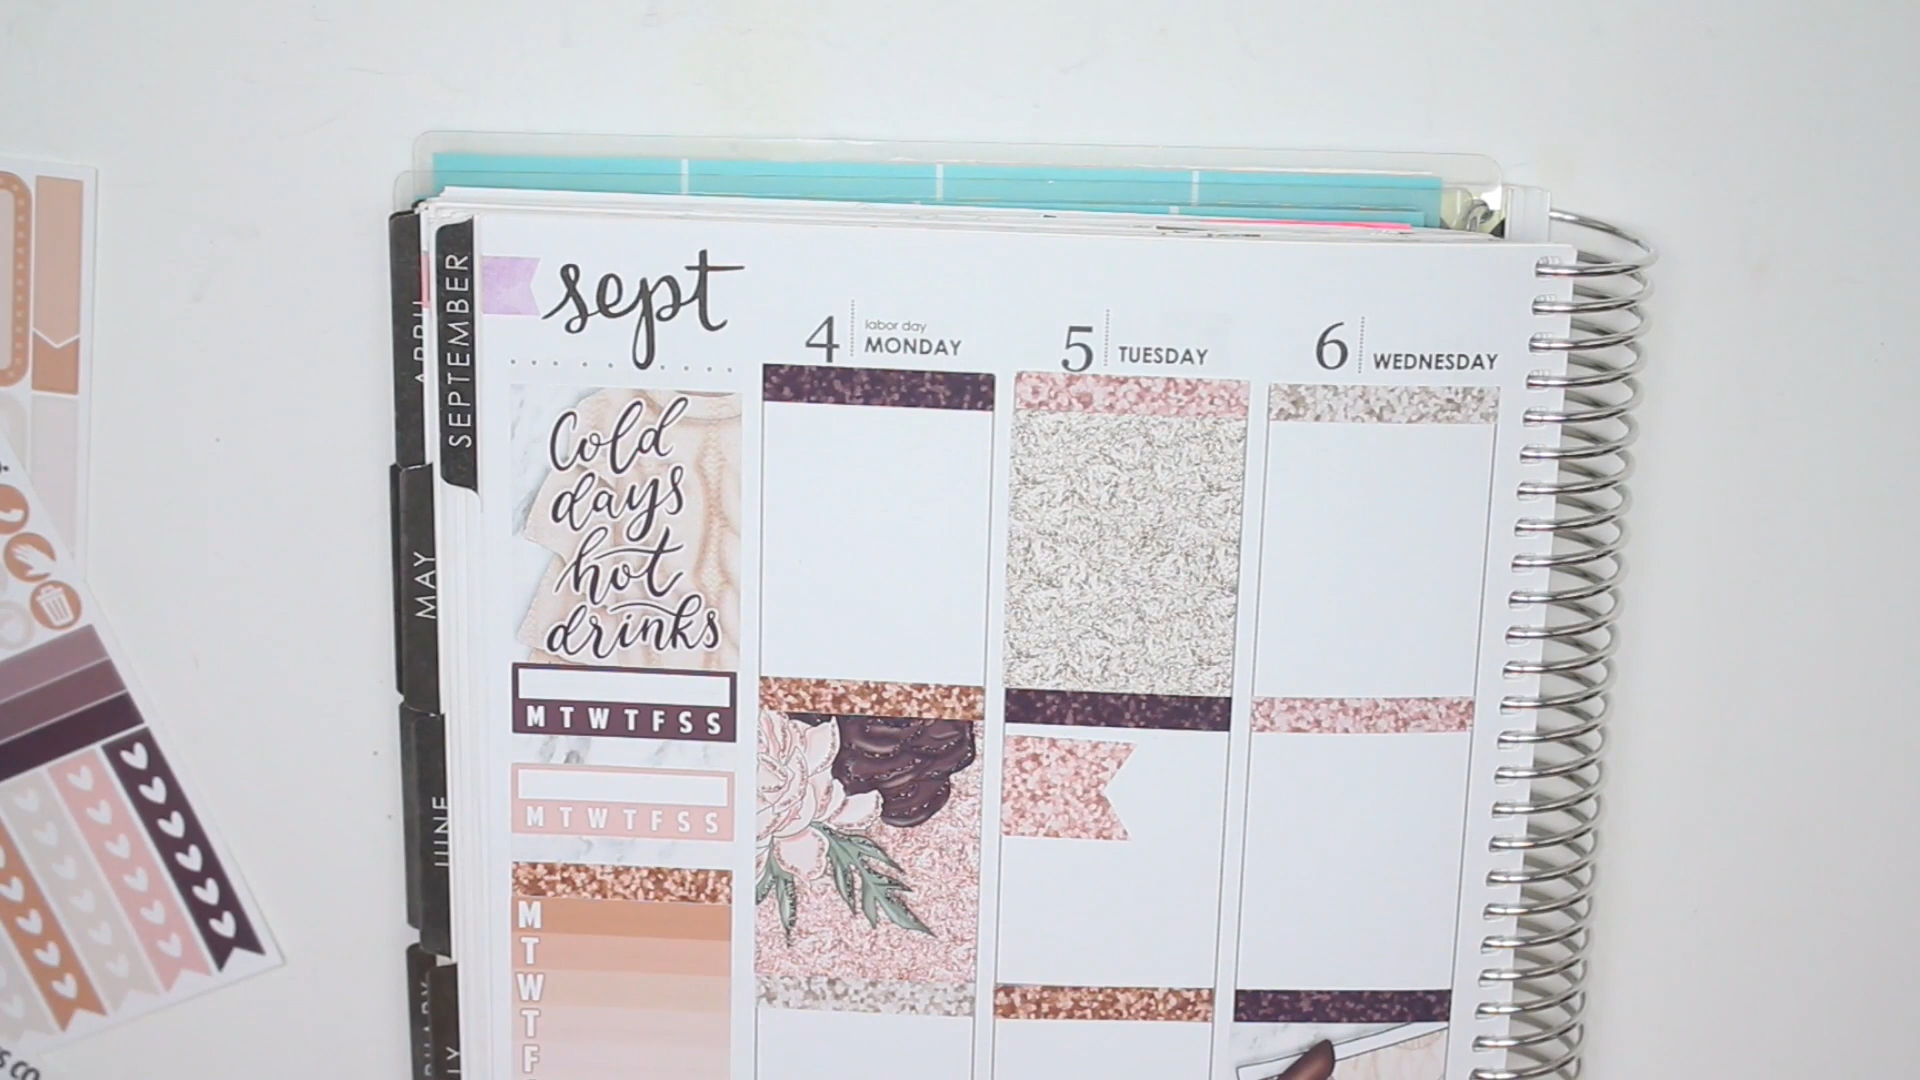 sept
SEPTEMBER
4 labor day
MONDAY
5 TUESDAY
6 WEDNESDAY
Cold
days
hot
drinks
M T W T F S S
M T W T F S S
M
T
W
T
F
APRIL
MAY
JUNE